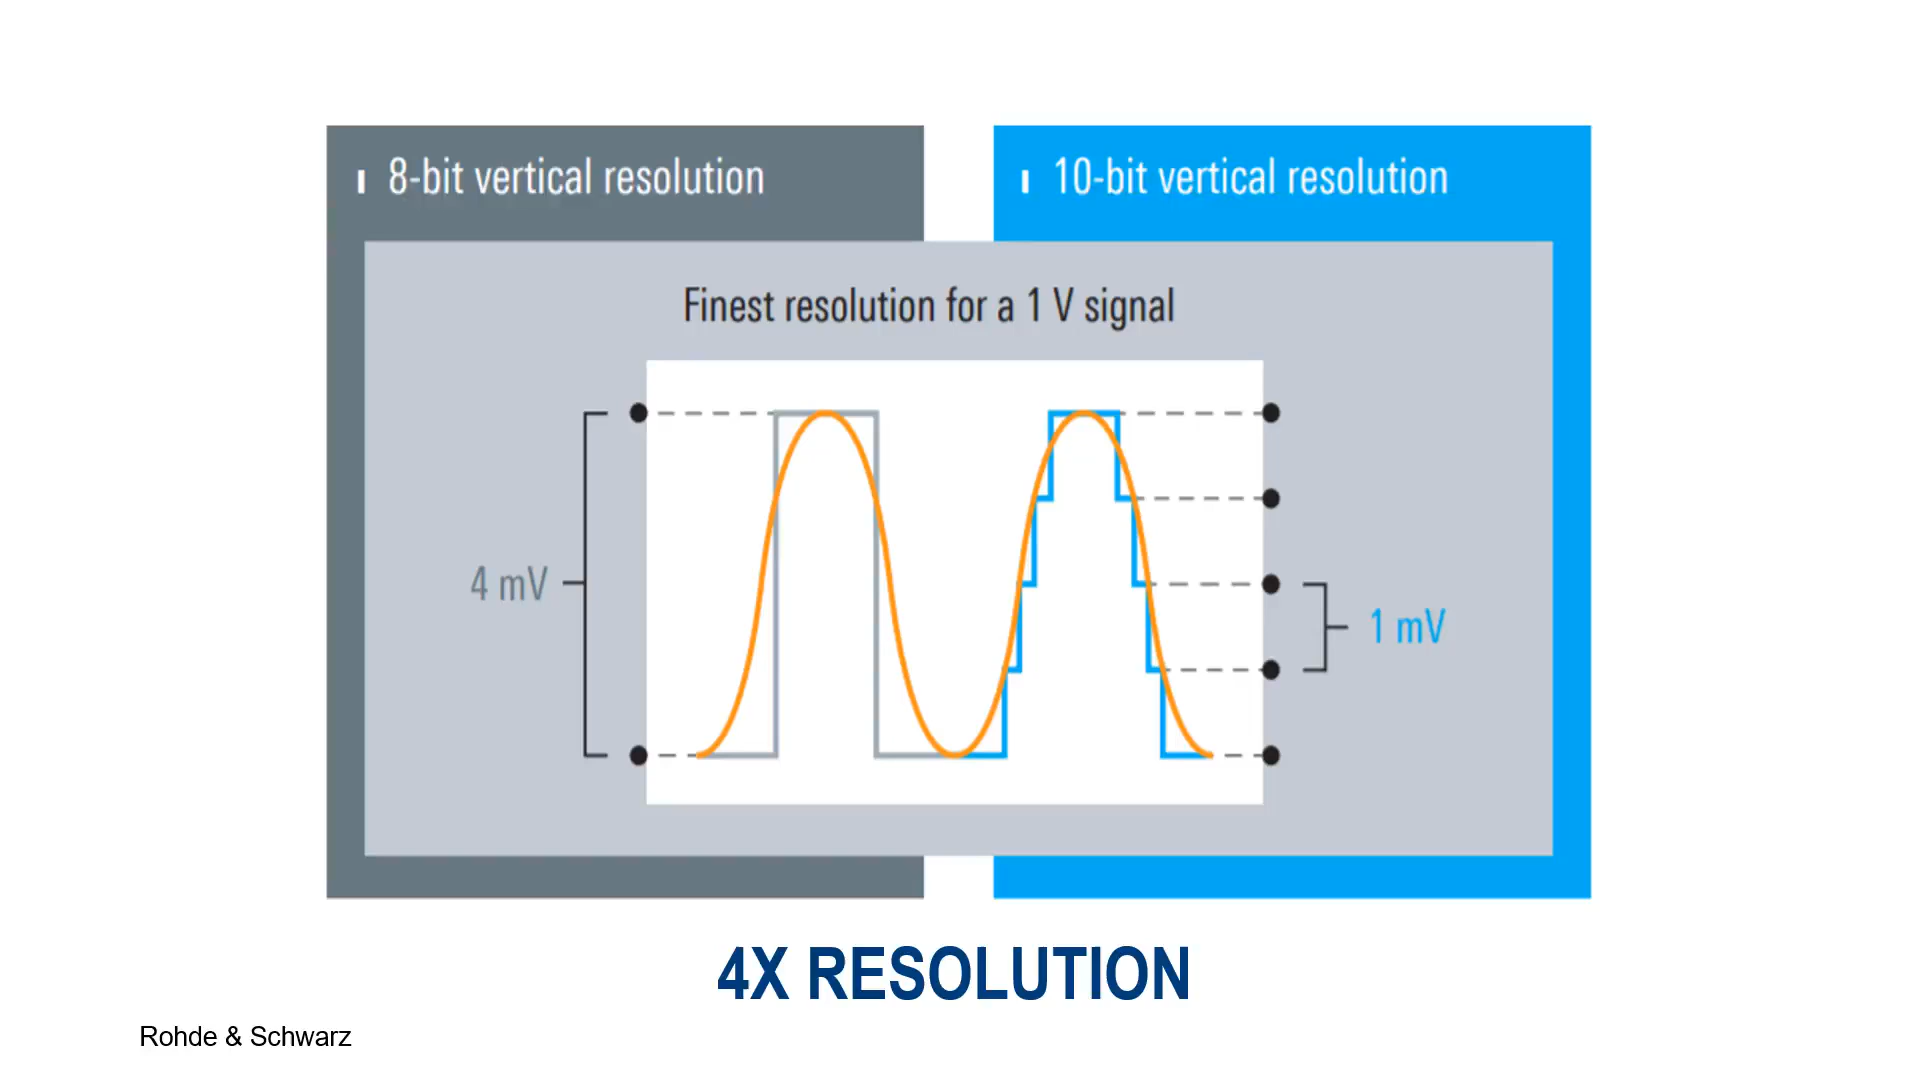 8-bit vertical resolution
10-bit vertical resolution
Finest resolution for a 1 V signal
4 mV
1 mV
4X RESOLUTION
Rohde & Schwarz